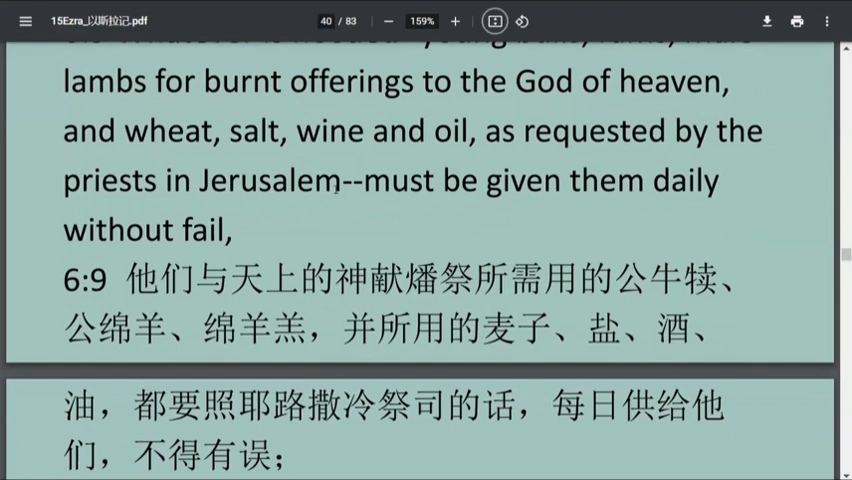 15Ezra_以斯拉记.pdf
40 / 83
159%
lambs for burnt offerings to the God of heaven,
and wheat, salt, wine and oil, as requested by the
priests in Jerusalem--must be given them daily
without fail,
6:9 他们与天上的神献燔祭所需用的公牛犊、
公绵羊、绵羊羔，并所用的麦子、盐、酒、
油，都要照耶路撒冷祭司的话，每日供给他
们，不得有误；